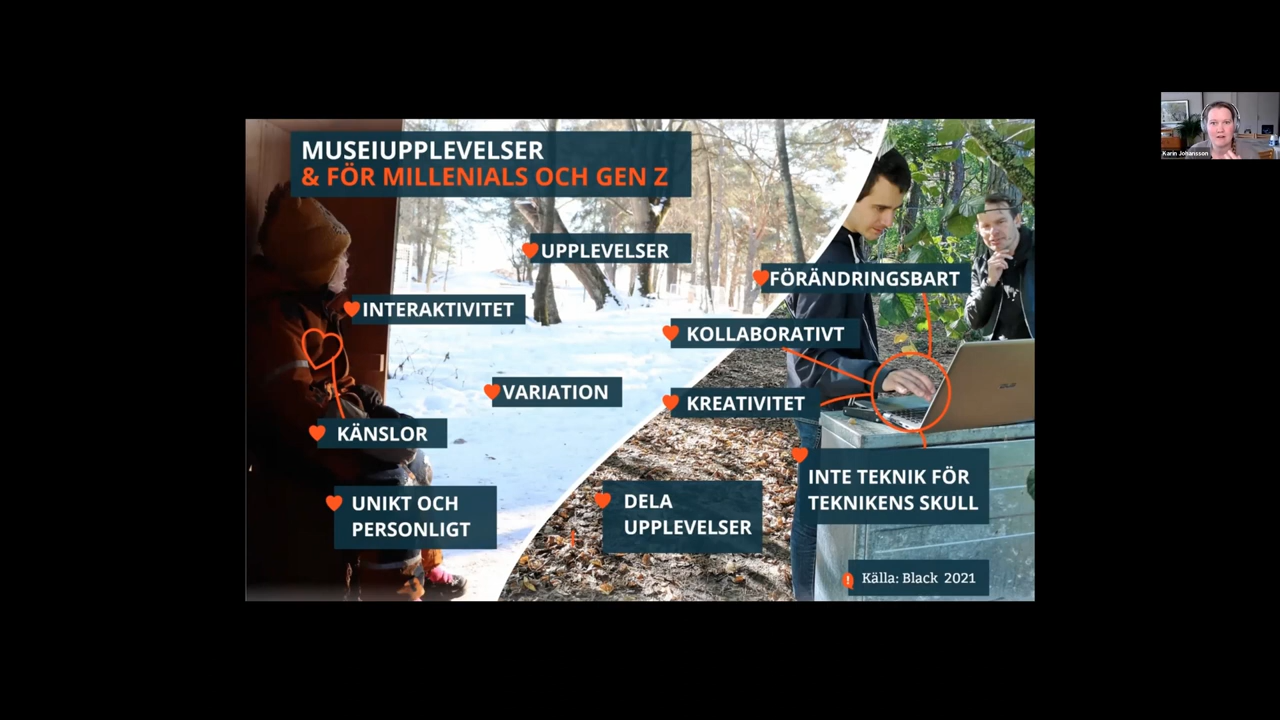 MUSEIUPPLEVELSER
& FÖR MILLENIALS OCH GEN Z
UPPLEVELSER
INTERAKTIVITET
VARIATION
KÄNSLOR
UNIKT OCH
PERSONLIGT
FÖRÄNDRINGSBART
KOLLABORATIVT
KREATIVITET
INTE TEKNIK FÖR
TEKNIKENS SKULL
DELA
UPPLEVELSER
! Källa: Black 2021
Karin Johansson